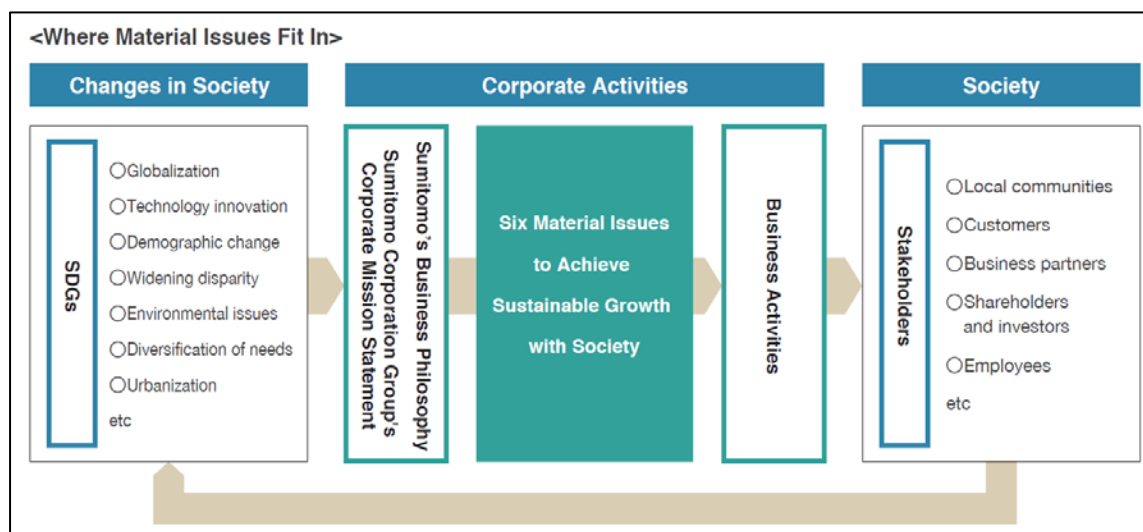 <Where Material Issues Fit In>
Changes in Society
Corporate Activities
Society
SDGs
○Globalization
○Technology innovation
○Demographic change
○Widening disparity
○Environmental issues
○Diversification of needs
○Urbanization
etc
Sumitomo's Business Philosophy
Sumitomo Corporation Group's
Corporate Mission Statement
Six Material Issues
to Achieve
Sustainable Growth
with Society
Business Activities
Stakeholders
○Local communities
○Customers
○Business partners
○Shareholders
and investors
○Employees
etc